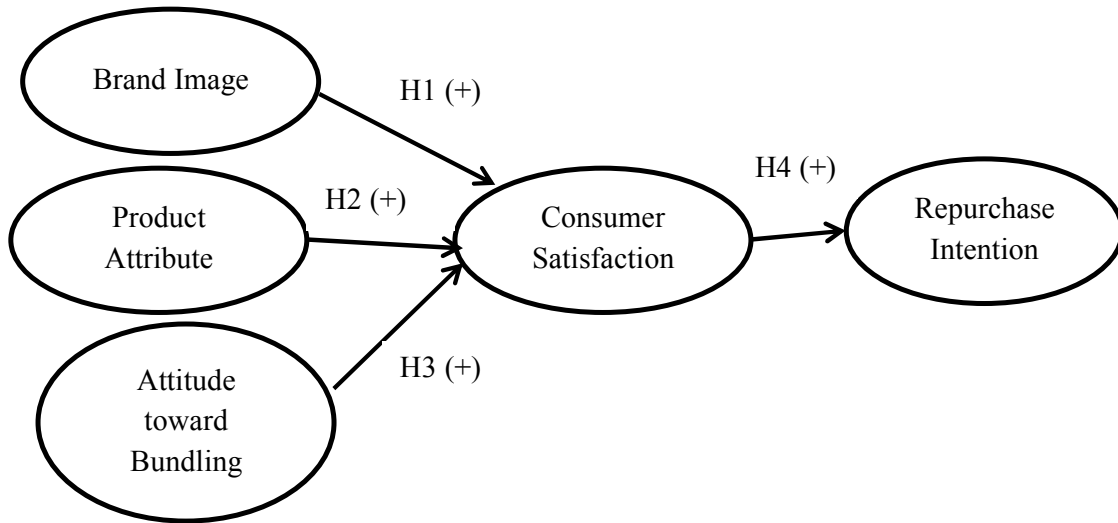 Brand Image
H1 (+)
Product
Attribute
H2 (+)
Attitude
toward
Bundling
H3 (+)
Consumer
Satisfaction
H4 (+)
Repurchase
Intention